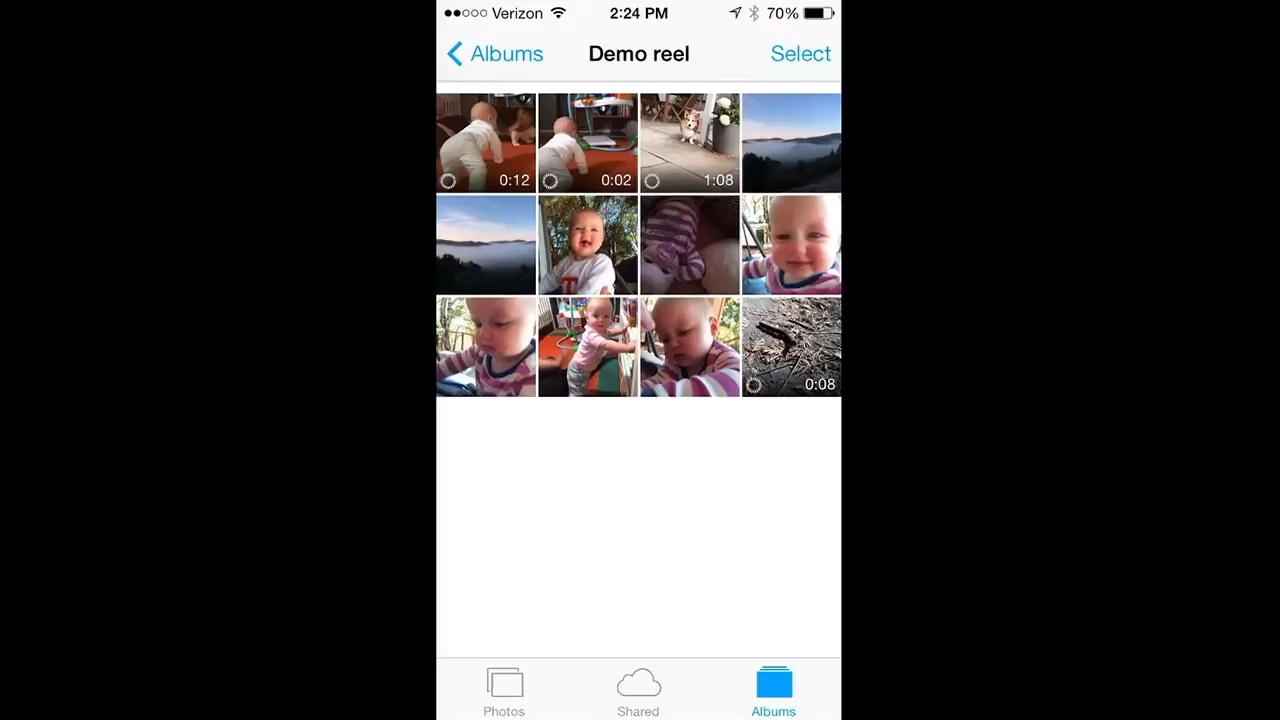 Verizon 2:24 PM 70%
Albums Demo reel Select
0:12 0:02 1:08
0:08
Photos Shared Albums